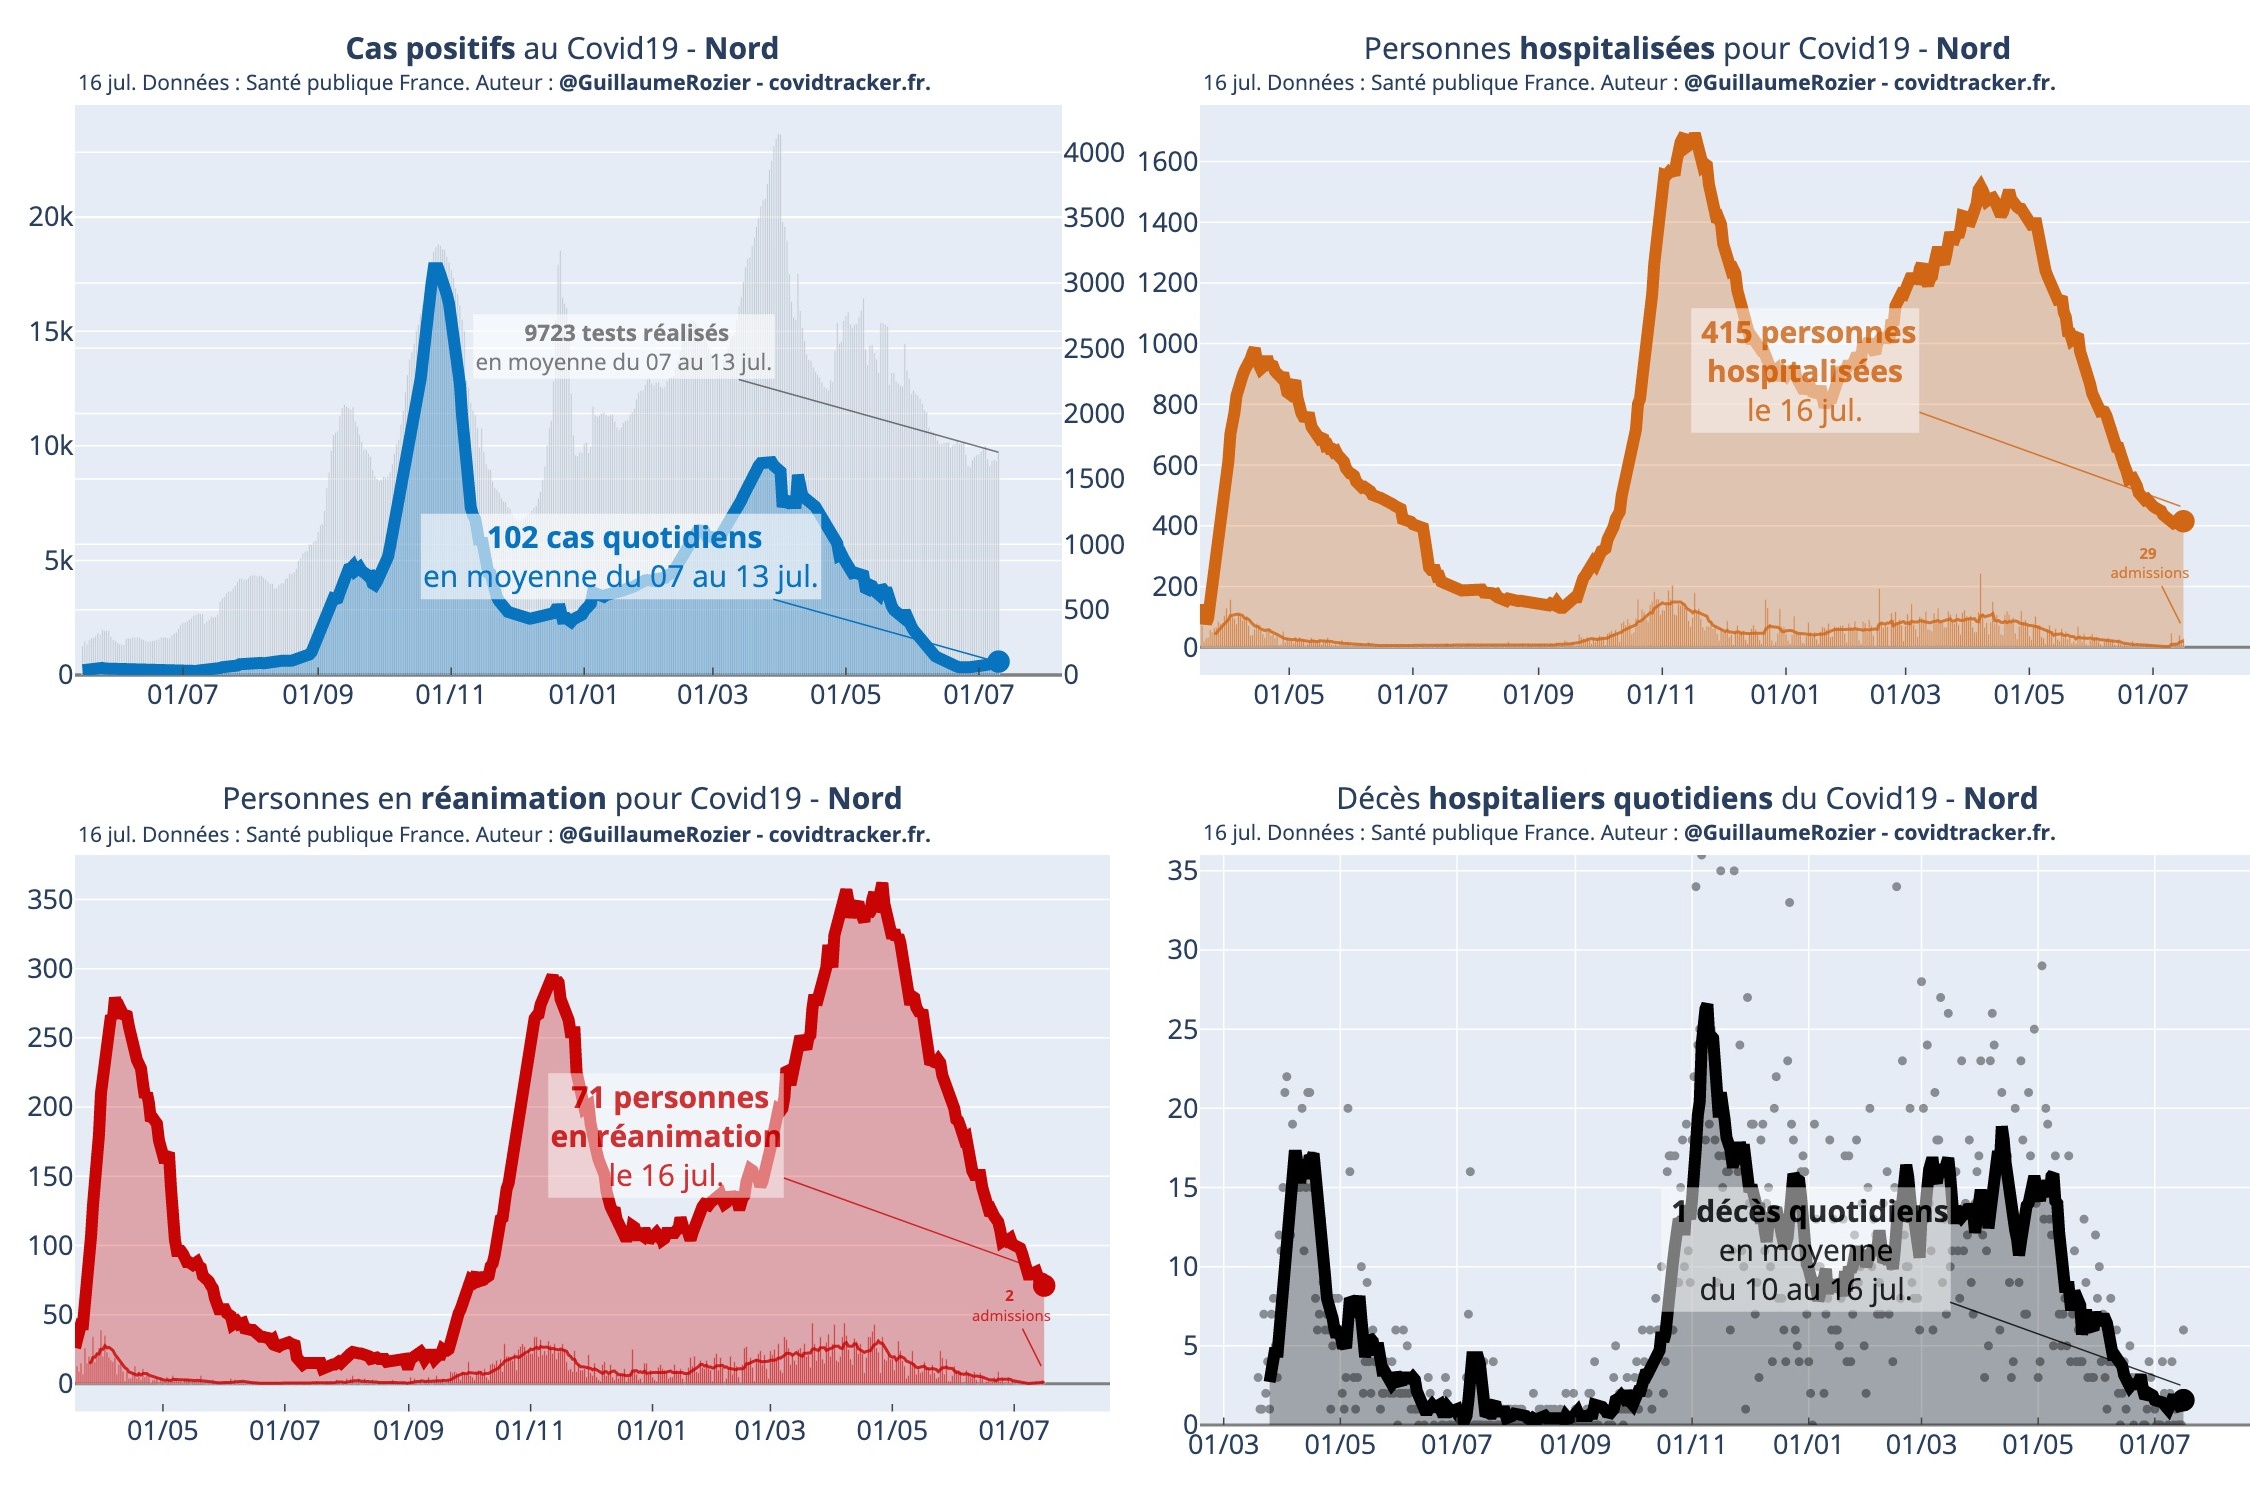 Cas positifs au Covid19 - Nord
16 jul. Données : Santé publique France. Auteur : @GuillaumeRozier - covidtracker.fr.
20k
15k
10k
5k
0
4000
3500
3000
2500
2000
1500
1000
500
0
9723 tests réalisés
en moyenne du 07 au 13 jul.
102 cas quotidiens
en moyenne du 07 au 13 jul.
01/07
01/09
01/11
01/01
01/03
01/05
01/07
Personnes hospitalisées pour Covid19 - Nord
16 jul. Données : Santé publique France. Auteur : @GuillaumeRozier - covidtracker.fr.
1600
1400
1200
1000
800
600
400
200
0
415 personnes
hospitalisées
le 16 jul.
29
admissions
01/05
01/07
01/09
01/11
01/01
01/03
01/05
01/07
Personnes en réanimation pour Covid19 - Nord
16 jul. Données : Santé publique France. Auteur : @GuillaumeRozier - covidtracker.fr.
350
300
250
200
150
100
50
0
71 personnes
en réanimation
le 16 jul.
2
admissions
01/05
01/07
01/09
01/11
01/01
01/03
01/05
01/07
Décès hospitaliers quotidiens du Covid19 - Nord
16 jul. Données : Santé publique France. Auteur : @GuillaumeRozier - covidtracker.fr.
35
30
25
20
15
10
5
0
1 décès quotidiens
en moyenne
du 10 au 16 jul.
01/03
01/05
01/07
01/09
01/11
01/01
01/03
01/05
01/07